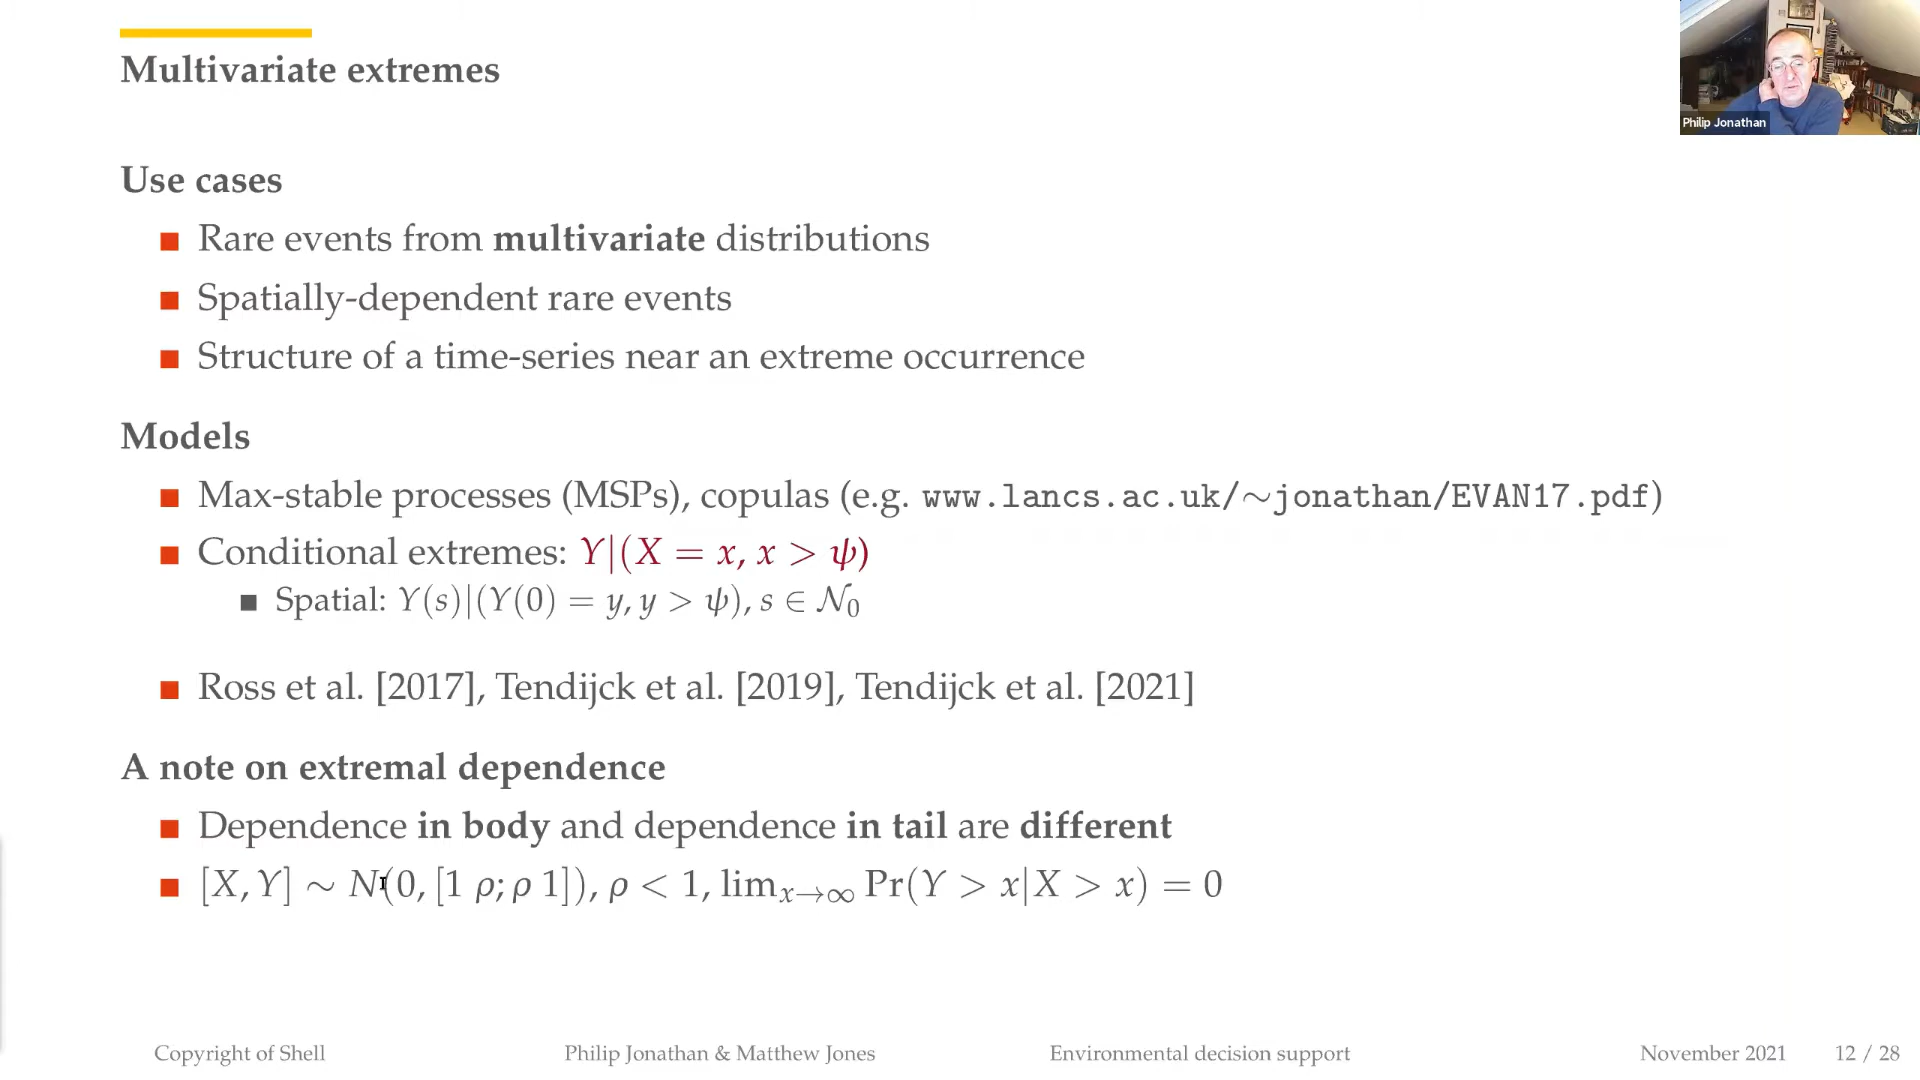 Multivariate extremes
Philip Jonathan
Use cases
Rare events from multivariate distributions
Spatially-dependent rare events
Structure of a time-series near an extreme occurrence
Models
Max-stable processes (MSPs), copulas (e.g. www.lancs.ac.uk/∼jonathan/EVAN17.pdf)
Conditional extremes: Y|(X = x, x > ψ)
Spatial: Y(s)|(Y(0) = y, y > ψ), s ∈ 𝒩₀
Ross et al. [2017], Tendijck et al. [2019], Tendijck et al. [2021]
A note on extremal dependence
Dependence in body and dependence in tail are different
[X, Y] ∼ N(0, [1 ρ; ρ 1]), ρ < 1, limₓ→∞ Pr(Y > x|X > x) = 0
Copyright of Shell Philip Jonathan & Matthew Jones Environmental decision support November 2021 12 / 28